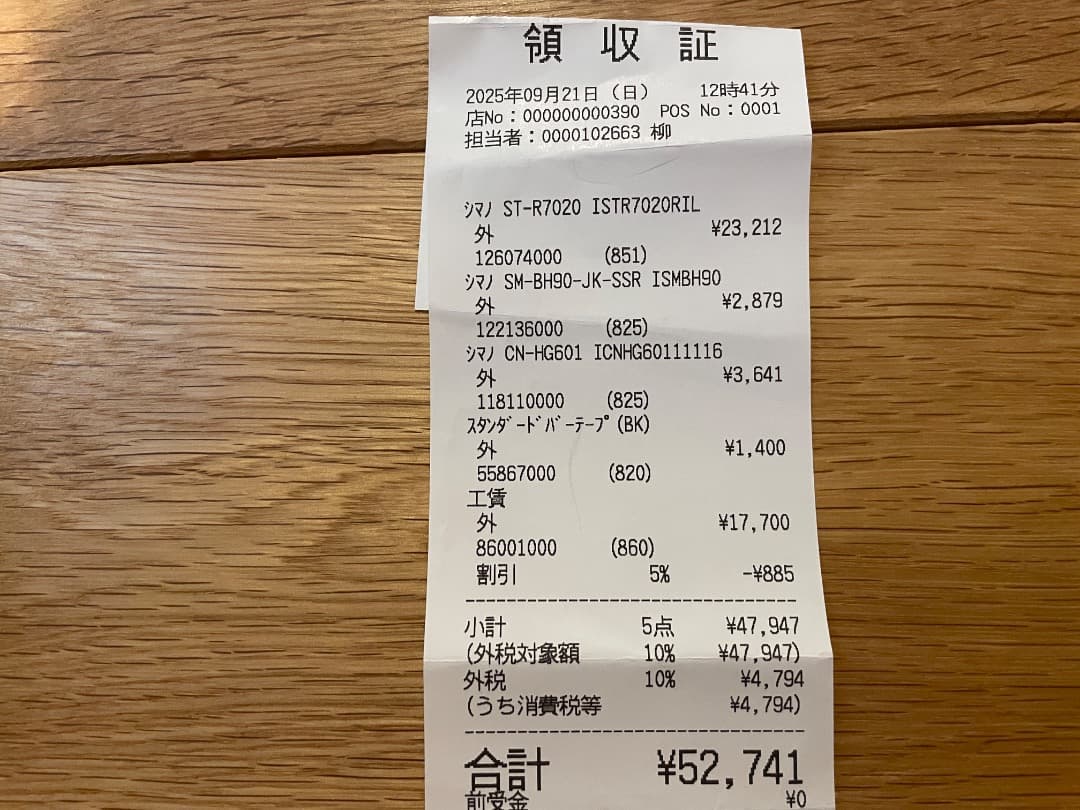 領収証
2025年09月21日(日) 12時41分
店No:000000000390 POS No:0001
担当者:0000102663 柳
ｼﾏﾉ ST-R7020 ISTR7020RIL
外 ¥23,212
126074000 (851)
ｼﾏﾉ SM-BH90-JK-SSR ISMBH90
外 ¥2,879
122136000 (825)
ｼﾏﾉ CN-HG601 ICNHG60111116
外 ¥3,641
118110000 (825)
ｽﾀﾝﾀﾞｰﾄﾞﾊﾞｰﾃｰﾌﾟ(BK)
外 ¥1,400
55867000 (820)
工賃
外 ¥17,700
86001000 (860)
割引 5% -¥885
小計 5点 ¥47,947
(外税対象額 10% ¥47,947)
外税 10% ¥4,794
(うち消費税等 ¥4,794)
合計 ¥52,741
前受金 ¥0